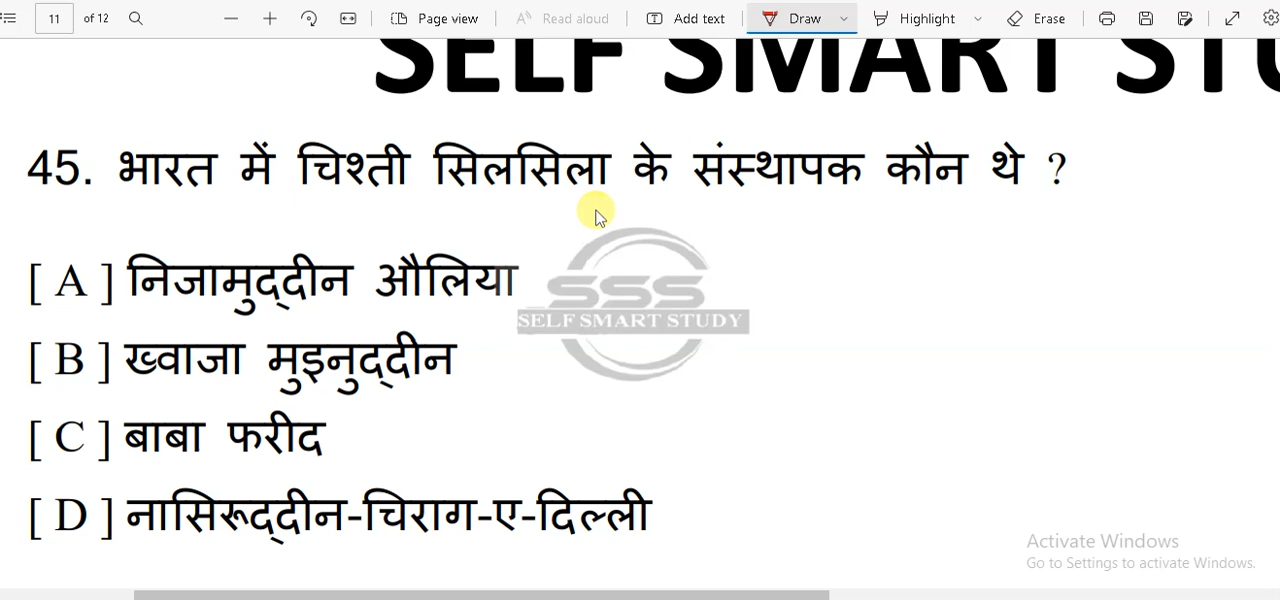 11 of 12 Page view Read aloud Add text Draw Highlight Erase
SELF SMART STU
45. भारत में चिश्ती सिलसिला के संस्थापक कौन थे ?
[ A ] निजामुद्दीन औलिया
SSS
SELF SMART STUDY
[ B ] ख्वाजा मुइनुद्दीन
[ C ] बाबा फरीद
[ D ] नासिरूद्दीन-चिराग-ए-दिल्ली
Activate Windows
Go to Settings to activate Windows.